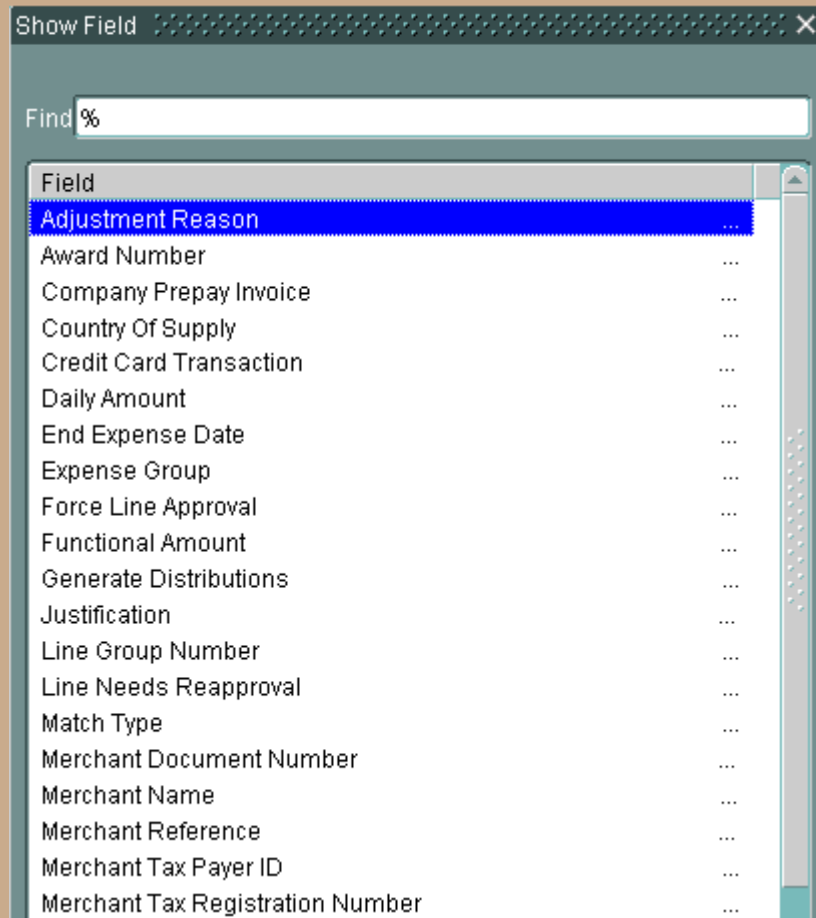 Show Field
Find %
Field
Adjustment Reason ...
Award Number ...
Company Prepay Invoice ...
Country Of Supply ...
Credit Card Transaction ...
Daily Amount ...
End Expense Date ...
Expense Group ...
Force Line Approval ...
Functional Amount ...
Generate Distributions ...
Justification ...
Line Group Number ...
Line Needs Reapproval ...
Match Type ...
Merchant Document Number ...
Merchant Name ...
Merchant Reference ...
Merchant Tax Payer ID ...
Merchant Tax Registration Number ...